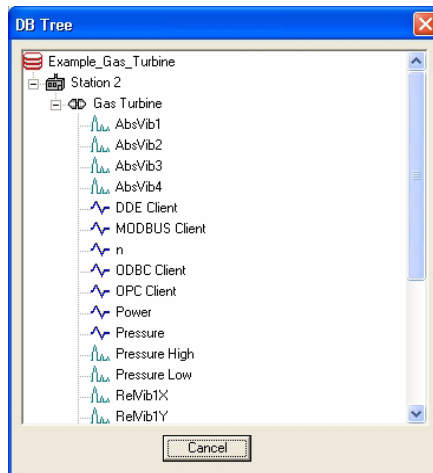 DB Tree
Example_Gas_Turbine
Station 2
Gas Turbine
AbsVib1
AbsVib2
AbsVib3
AbsVib4
DDE Client
MODBUS Client
n
ODBC Client
OPC Client
Power
Pressure
Pressure High
Pressure Low
RelVib1X
RelVib1Y
Cancel